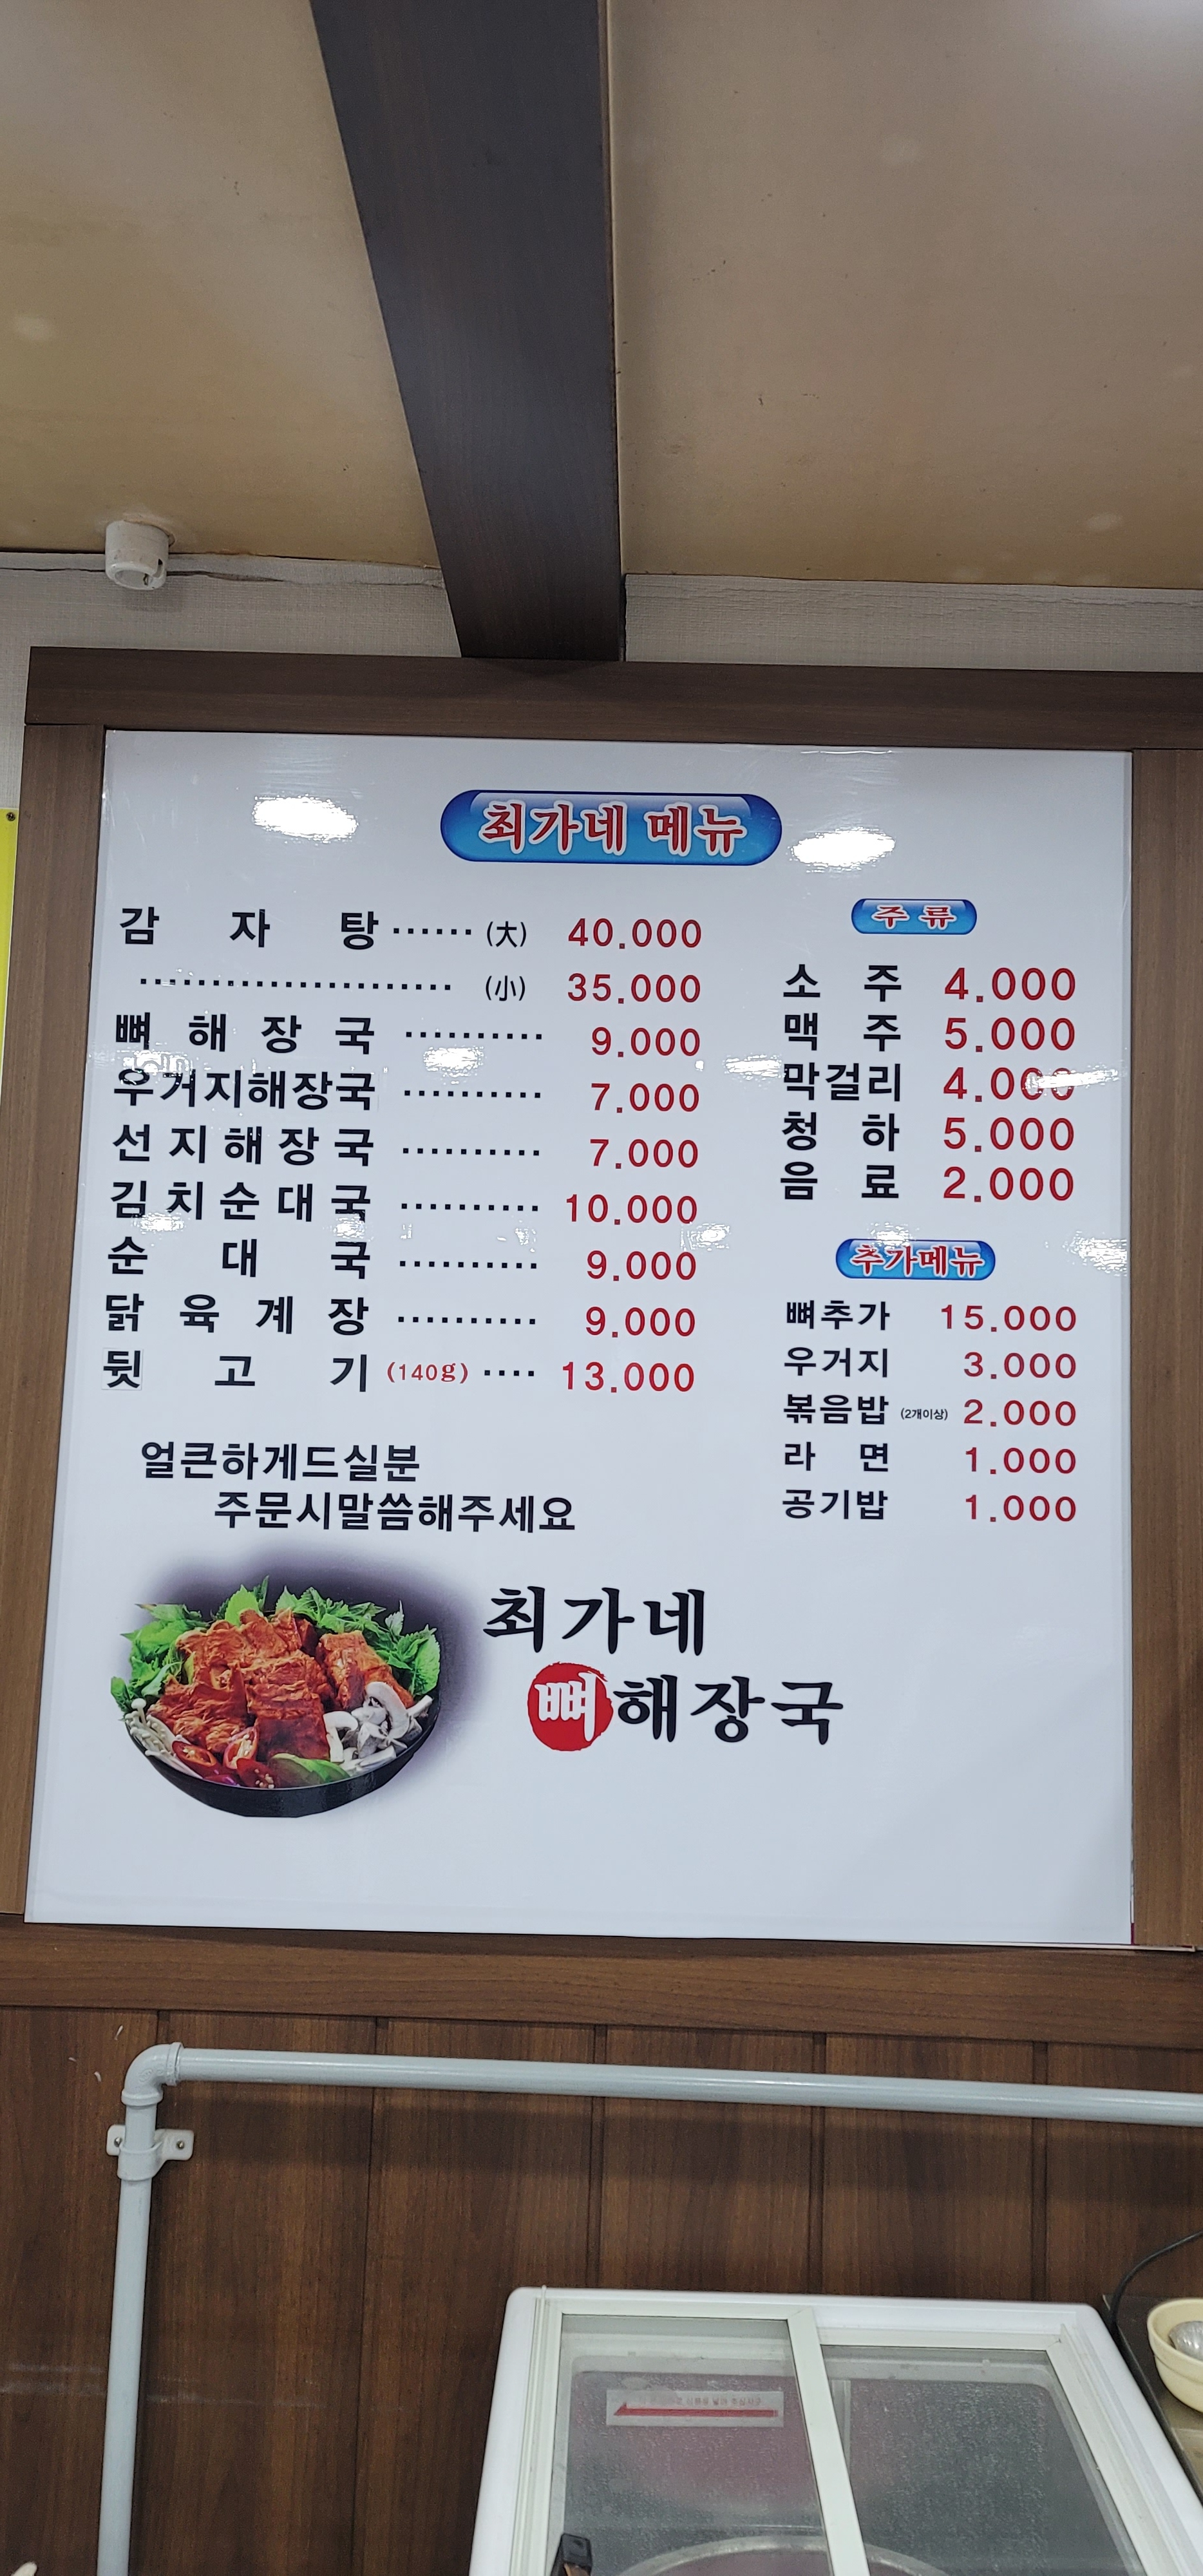 최가네 메뉴
감 자 탕 ...... (大) 40.000
...................... (小) 35.000
뼈 해 장 국 .......... 9.000
우거지해장국 .......... 7.000
선 지 해 장 국 .......... 7.000
김 치 순 대 국 .......... 10.000
순 대 국 .......... 9.000
닭 육 계 장 .......... 9.000
뒷 고 기 (140g) .... 13.000
얼큰하게드실분
주문시말씀해주세요
주 류
소 주 4.000
맥 주 5.000
막걸리 4.000
청 하 5.000
음 료 2.000
추가메뉴
뼈추가 15.000
우거지 3.000
볶음밥 (2개이상) 2.000
라 면 1.000
공기밥 1.000
최가네
뼈해장국